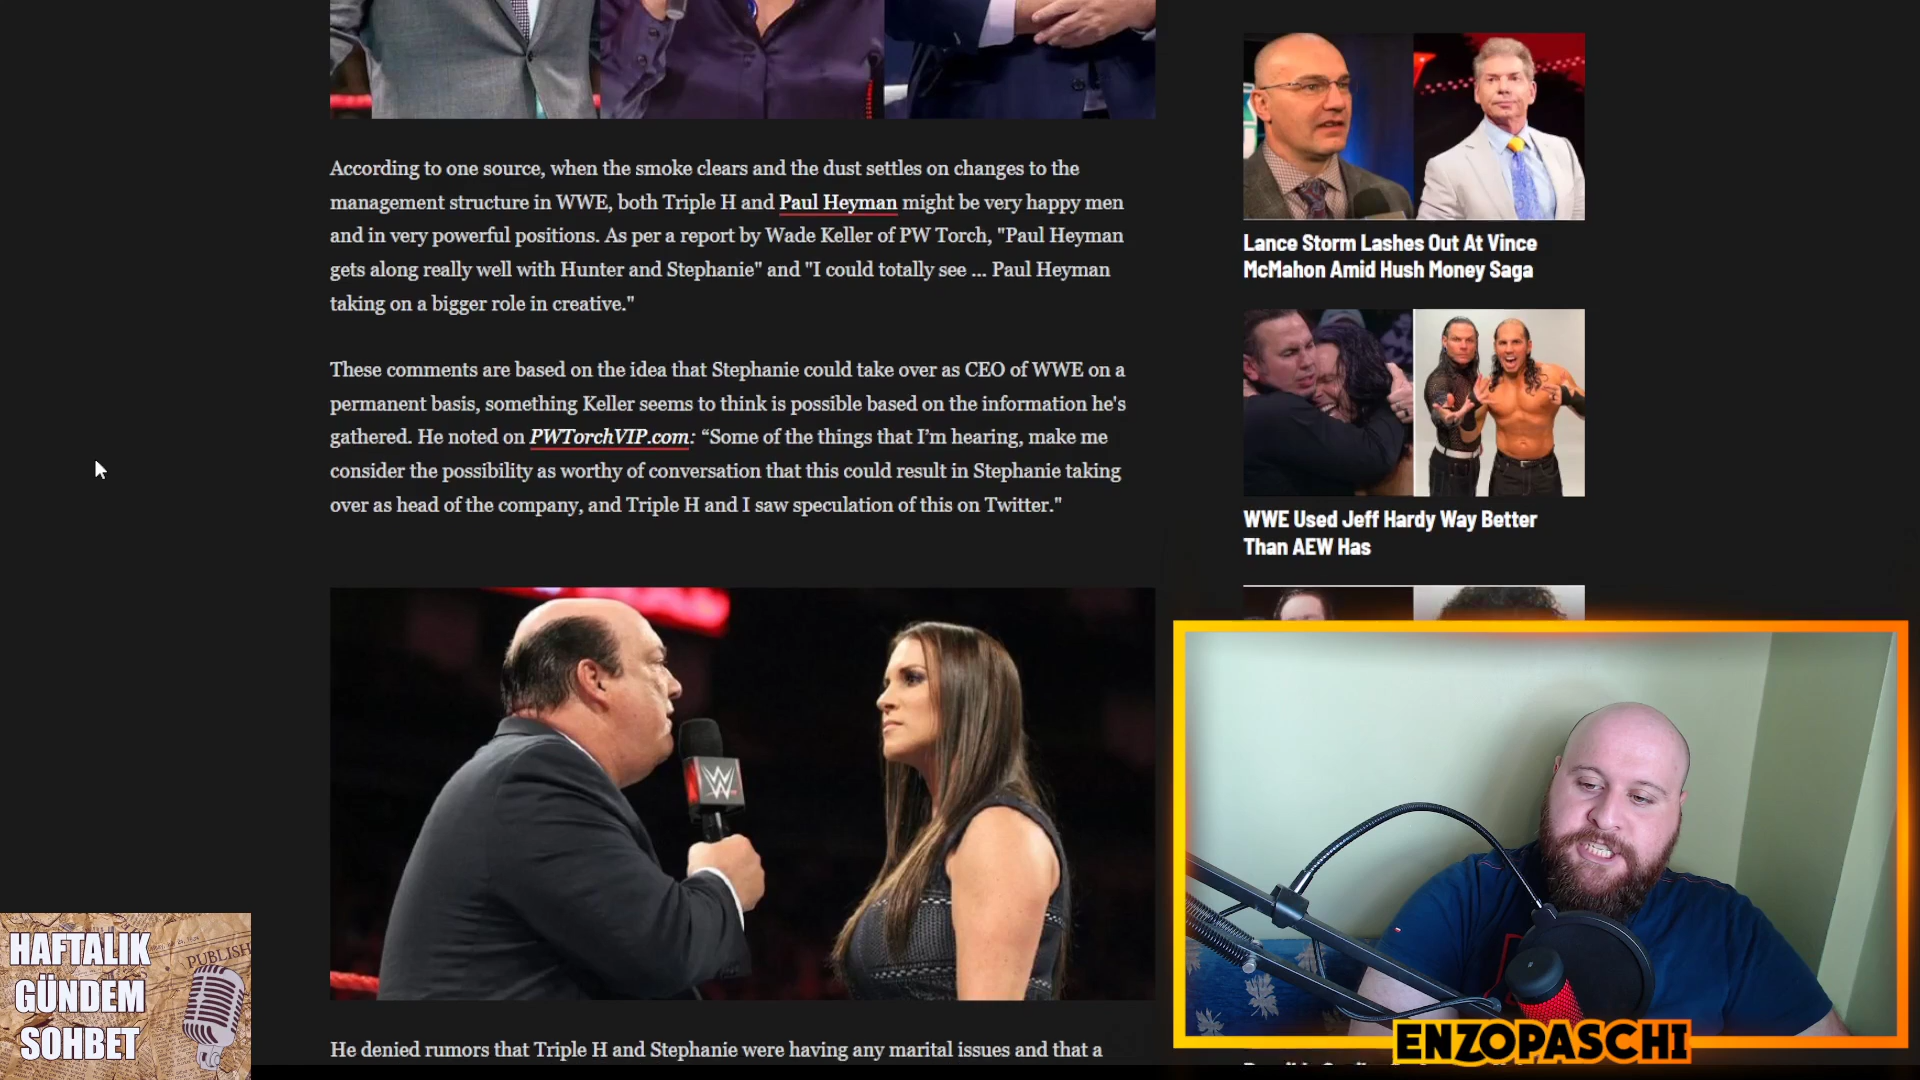 According to one source, when the smoke clears and the dust settles on changes to the
management structure in WWE, both Triple H and Paul Heyman might be very happy men
and in very powerful positions. As per a report by Wade Keller of PW Torch, "Paul Heyman
gets along really well with Hunter and Stephanie" and "I could totally see ... Paul Heyman
taking on a bigger role in creative."
These comments are based on the idea that Stephanie could take over as CEO of WWE on a
permanent basis, something Keller seems to think is possible based on the information he's
gathered. He noted on PWTorchVIP.com: “Some of the things that I’m hearing, make me
consider the possibility as worthy of conversation that this could result in Stephanie taking
over as head of the company, and Triple H and I saw speculation of this on Twitter."
He denied rumors that Triple H and Stephanie were having any marital issues and that a
Lance Storm Lashes Out At Vince
McMahon Amid Hush Money Saga
WWE Used Jeff Hardy Way Better
Than AEW Has
HAFTALIK
GÜNDEM
SOHBET
PUBLISH
ENZOPASCHI